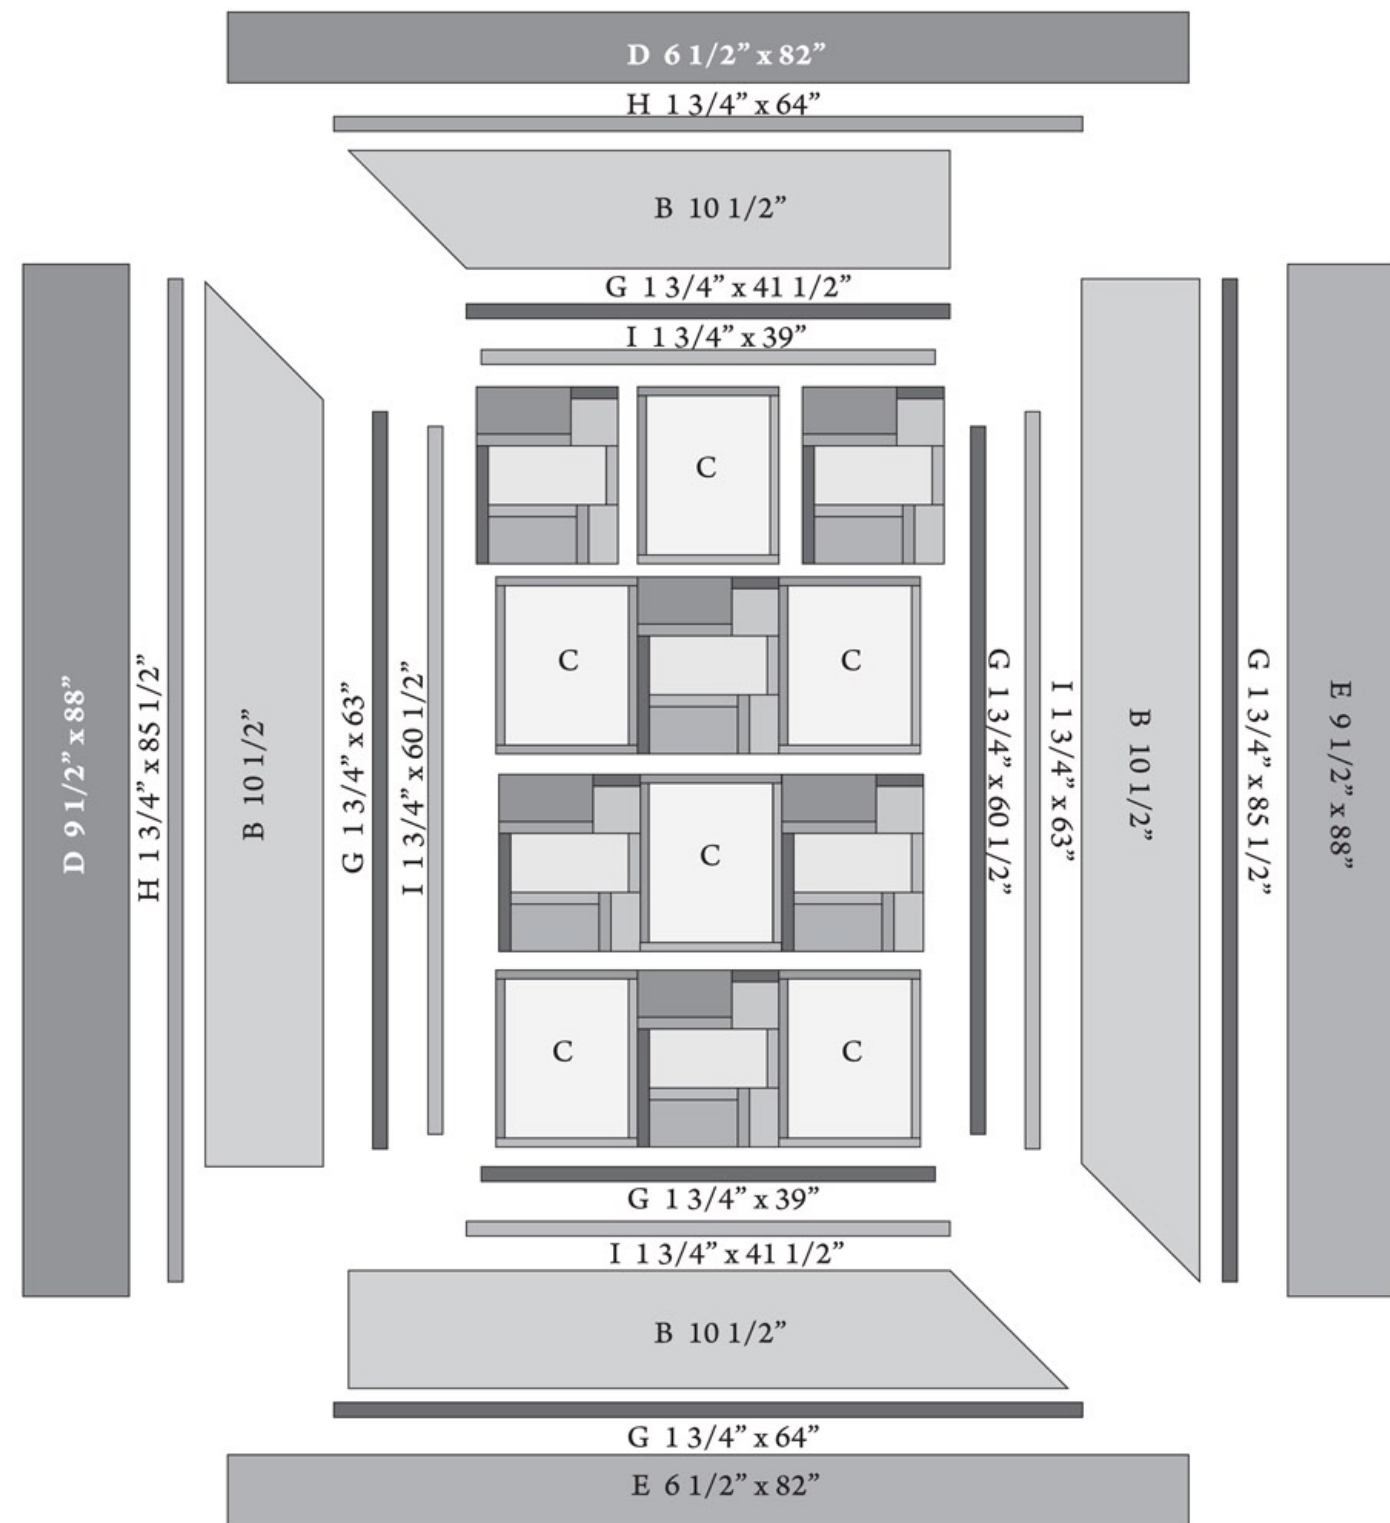 D 6 1/2” x 82”
H 1 3/4” x 64”
B 10 1/2”
G 1 3/4” x 41 1/2”
I 1 3/4” x 39”
D 9 1/2” x 88”
H 1 3/4” x 85 1/2”
B 10 1/2”
G 1 3/4” x 63”
I 1 3/4” x 60 1/2”
C
C
C
C
C
C
G 1 3/4” x 60 1/2”
I 1 3/4” x 63”
B 10 1/2”
G 1 3/4” x 85 1/2”
E 9 1/2” x 88”
G 1 3/4” x 39”
I 1 3/4” x 41 1/2”
B 10 1/2”
G 1 3/4” x 64”
E 6 1/2” x 82”